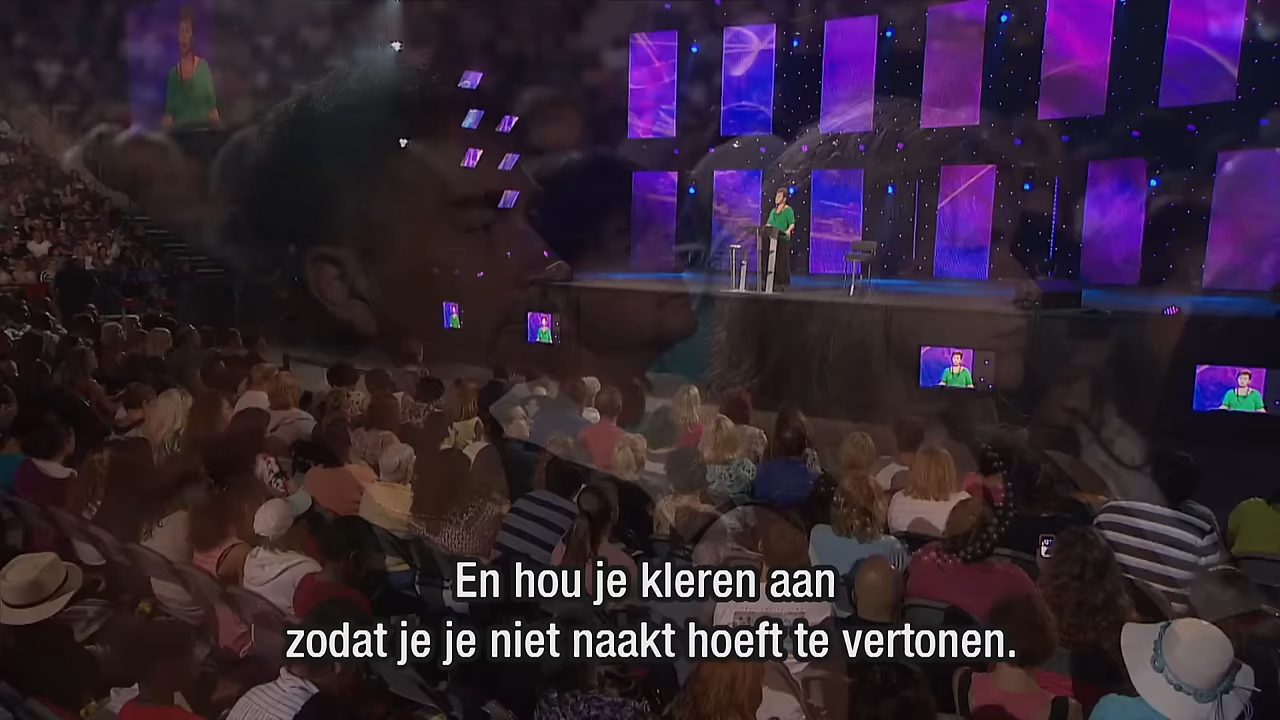 En hou je kleren aan
zodat je je niet naakt hoeft te vertonen.